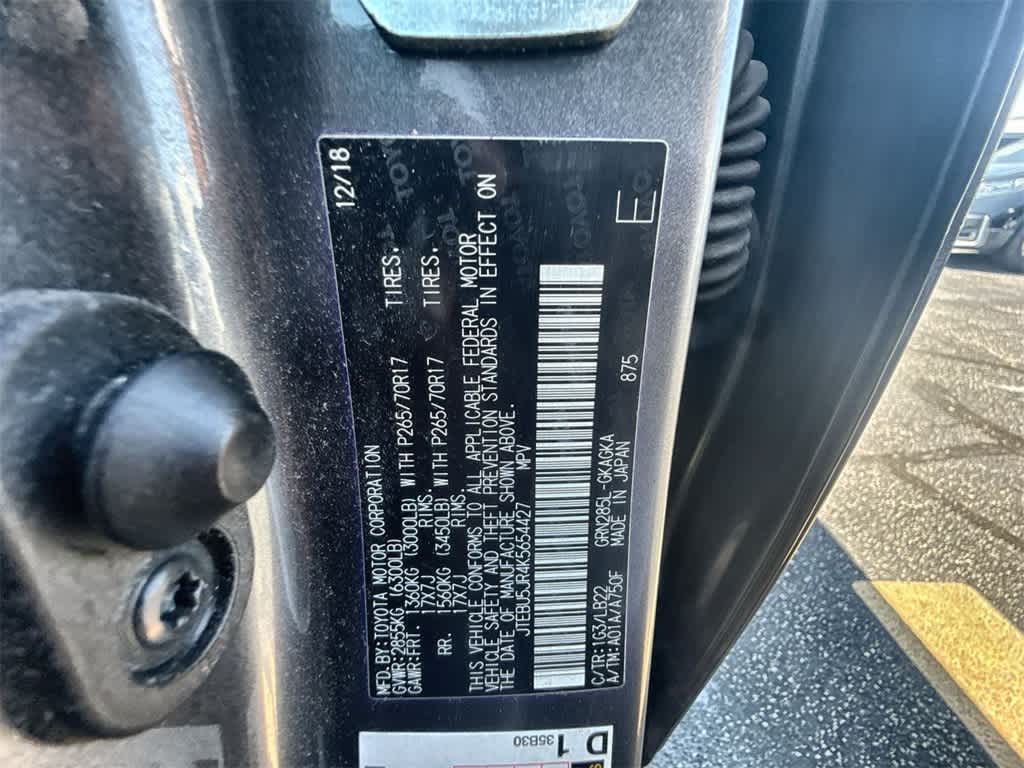 MFD.BY:TOYOTA MOTOR CORPORATION 12/18
GVWR:2855KG (6300LB)
GAWR:FRT. 1360KG (3000LB) WITH P265/70R17 TIRES.
17X7J RIMS.
RR. 1560KG (3450LB) WITH P265/70R17 TIRES.
17X7J RIMS.
THIS VEHICLE CONFORMS TO ALL APPLICABLE FEDERAL MOTOR
VEHICLE SAFETY AND THEFT PREVENTION STANDARDS IN EFFECT ON
THE DATE OF MANUFACTURE SHOWN ABOVE.
JTEBU5JR4K5654427 MPV
C/TR:1G3/LB22 GRN285L-GKAGKA 875
A/TM:A01A/A750F MADE IN JAPAN
E
D1
35B30